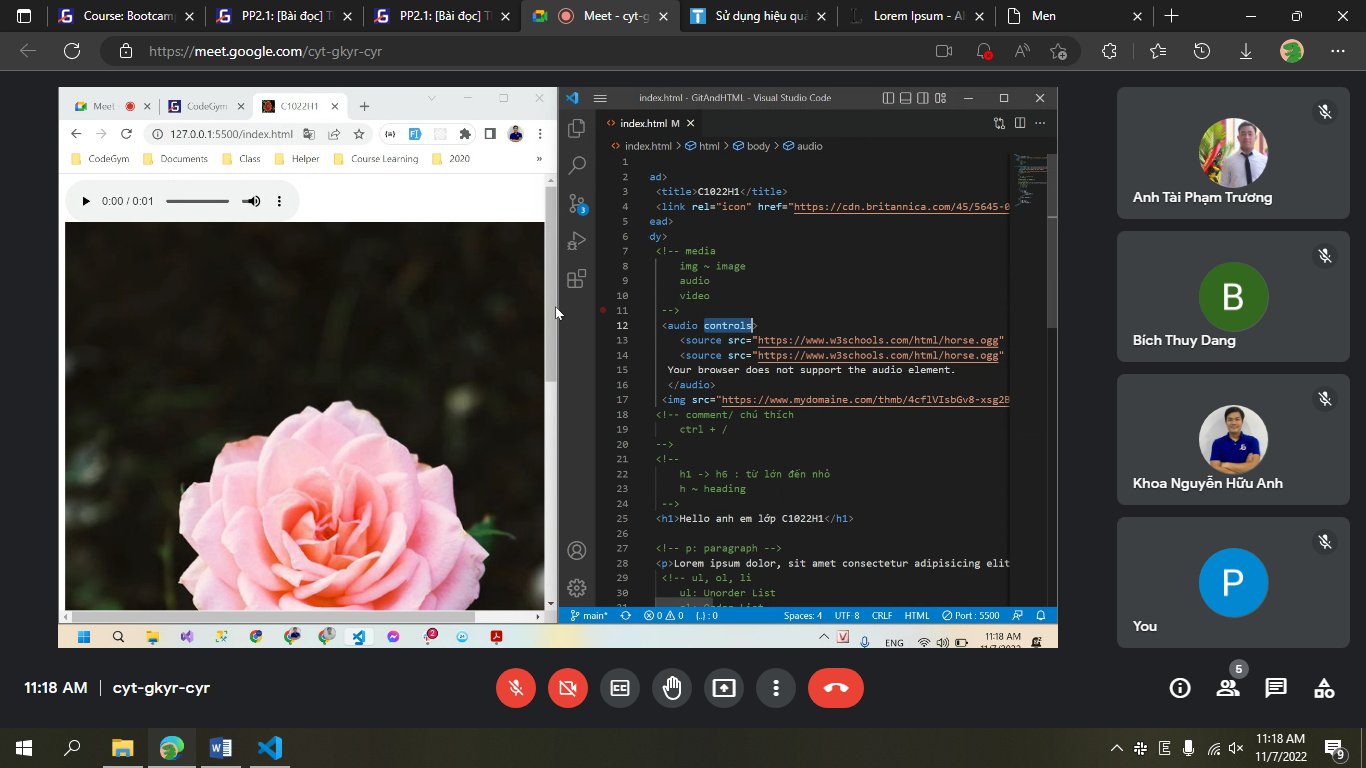 Course: Bootcamp
PP2.1: [Bài đọc] T
PP2.1: [Bài đọc] T
Meet - cyt-g
Sử dụng hiệu quả
Lorem Ipsum - Al
Men
https://meet.google.com/cyt-gkyr-cyr
Meet
CodeGym
C1022H1
127.0.0.1:5500/index.html
CodeGym
Documents
Class
Helper
Course Learning
2020
»
0:00 / 0:01
index.html - GitAndHTML - Visual Studio Code
index.html M
index.html > html > body > audio
1
2 ad>
3 <title>C1022H1</title>
4 <link rel="icon" href="https://cdn.britannica.com/45/5645-0
5 ead>
6 dy>
7 <!-- media
8 img ~ image
9 audio
10 video
11 -->
12 <audio controls>
13 <source src="https://www.w3schools.com/html/horse.ogg"
14 <source src="https://www.w3schools.com/html/horse.ogg"
15 Your browser does not support the audio element.
16 </audio>
17 <img src="https://www.mydomaine.com/thmb/4cflVIsbGv8-xsg2B
18 <!-- comment/ chú thích
19 ctrl + /
20 -->
21 <!--
22 h1 -> h6 : từ lớn đến nhỏ
23 h ~ heading
24 -->
25 <h1>Hello anh em lớp C1022H1</h1>
26
27 <!-- p: paragraph -->
28 <p>Lorem ipsum dolor, sit amet consectetur adipisicing elit
29 <!-- ul, ol, li
30 ul: Unorder List
3
main*
0 0
{..} : 0
Spaces: 4
UTF-8
CRLF
HTML
Port : 5500
2
ENG
11:18 AM
Anh Tài Phạm Trương
B
Bích Thuy Dang
Khoa Nguyễn Hữu Anh
P
You
11:18 AM | cyt-gkyr-cyr
5
11:18 AM
11/7/2022
9